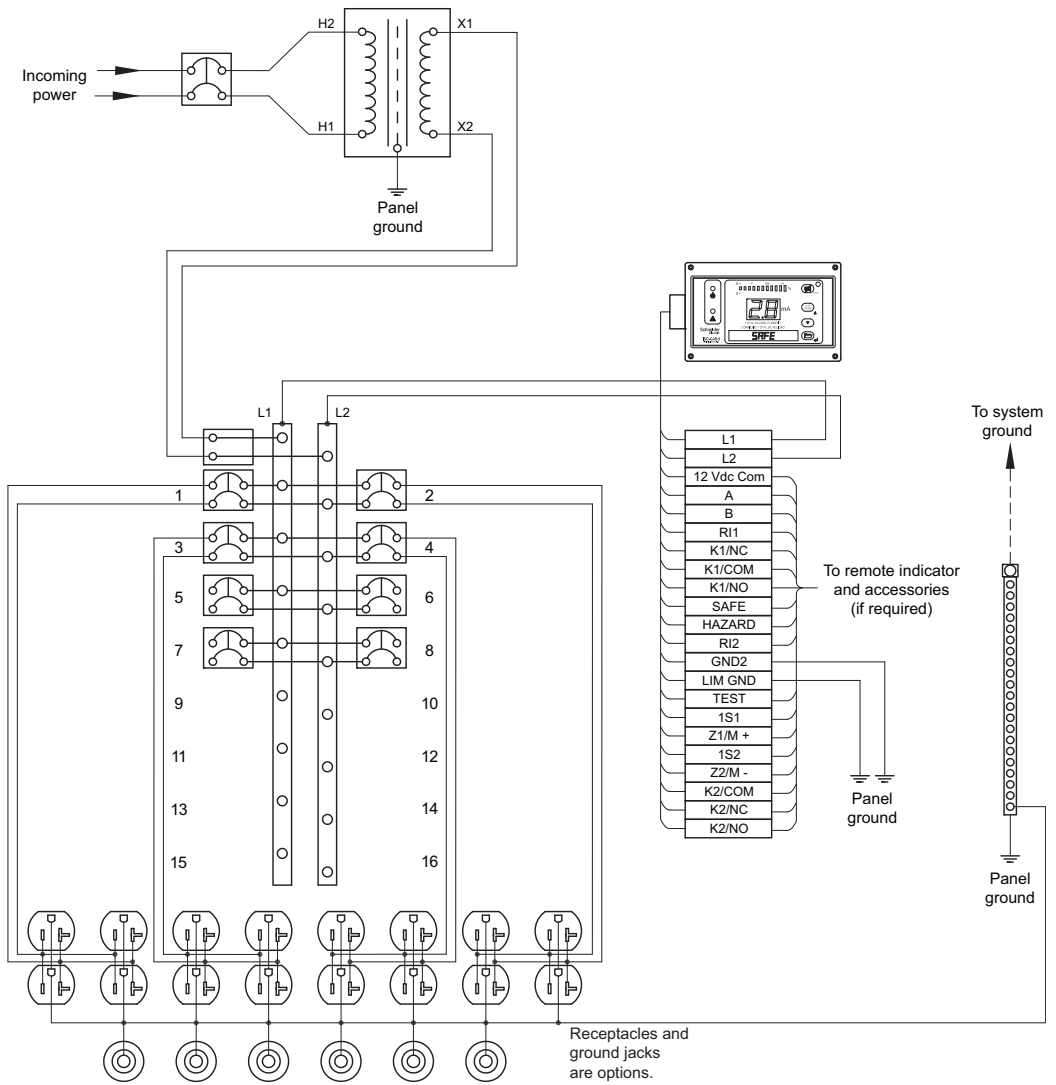 H2
X1
Incoming
power
H1
X2
Panel
ground
2.8 mA
Schneider
SAFE
L1
L2
To system
ground
L1
L2
12 Vdc Com
A
B
RI1
K1/NC
K1/COM
K1/NO
SAFE
HAZARD
RI2
GND2
LIM GND
TEST
1S1
Z1/M +
1S2
Z2/M -
K2/COM
K2/NC
K2/NO
To remote indicator
and accessories
(if required)
1
2
3
4
5
6
7
8
9
10
11
12
13
14
15
16
Panel
ground
Panel
ground
Receptacles and
ground jacks
are options.